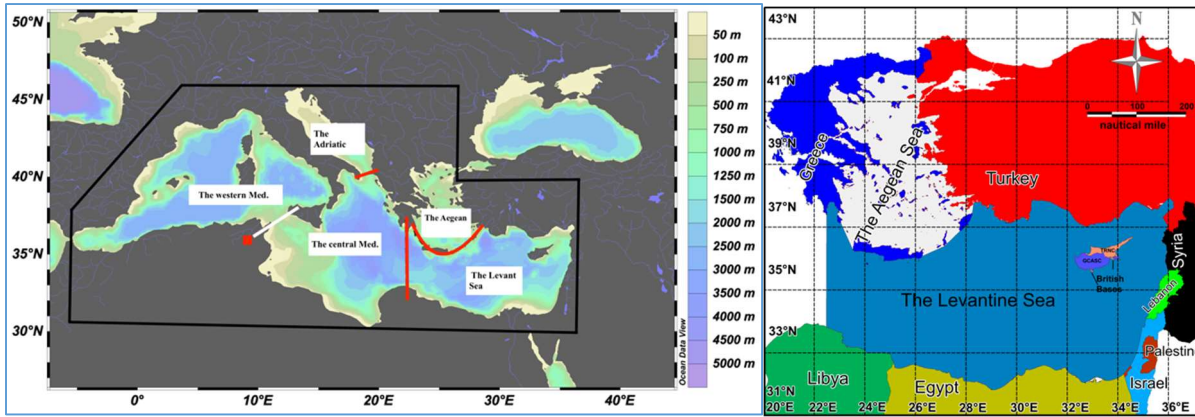 50°N
45°N
40°N
35°N
30°N
0°E
10°E
20°E
30°E
40°E
The
Adriatic
The western Med.
The Aegean
The central Med.
The Levant
Sea
50 m
100 m
250 m
500 m
750 m
1000 m
1250 m
1500 m
2000 m
2500 m
3000 m
3500 m
4000 m
4500 m
5000 m
Ocean Data View
43°N
41°N
39°N
37°N
35°N
33°N
31°N
20°E
22°E
24°E
26°E
28°E
30°E
32°E
34°E
36°E
N
0
100
200
nautical mile
Greece
The Aegean Sea
Turkey
TRNC
GCASC
British
Bases
Syria
Lebanon
The Levantine Sea
Palestin
Israel
Libya
Egypt